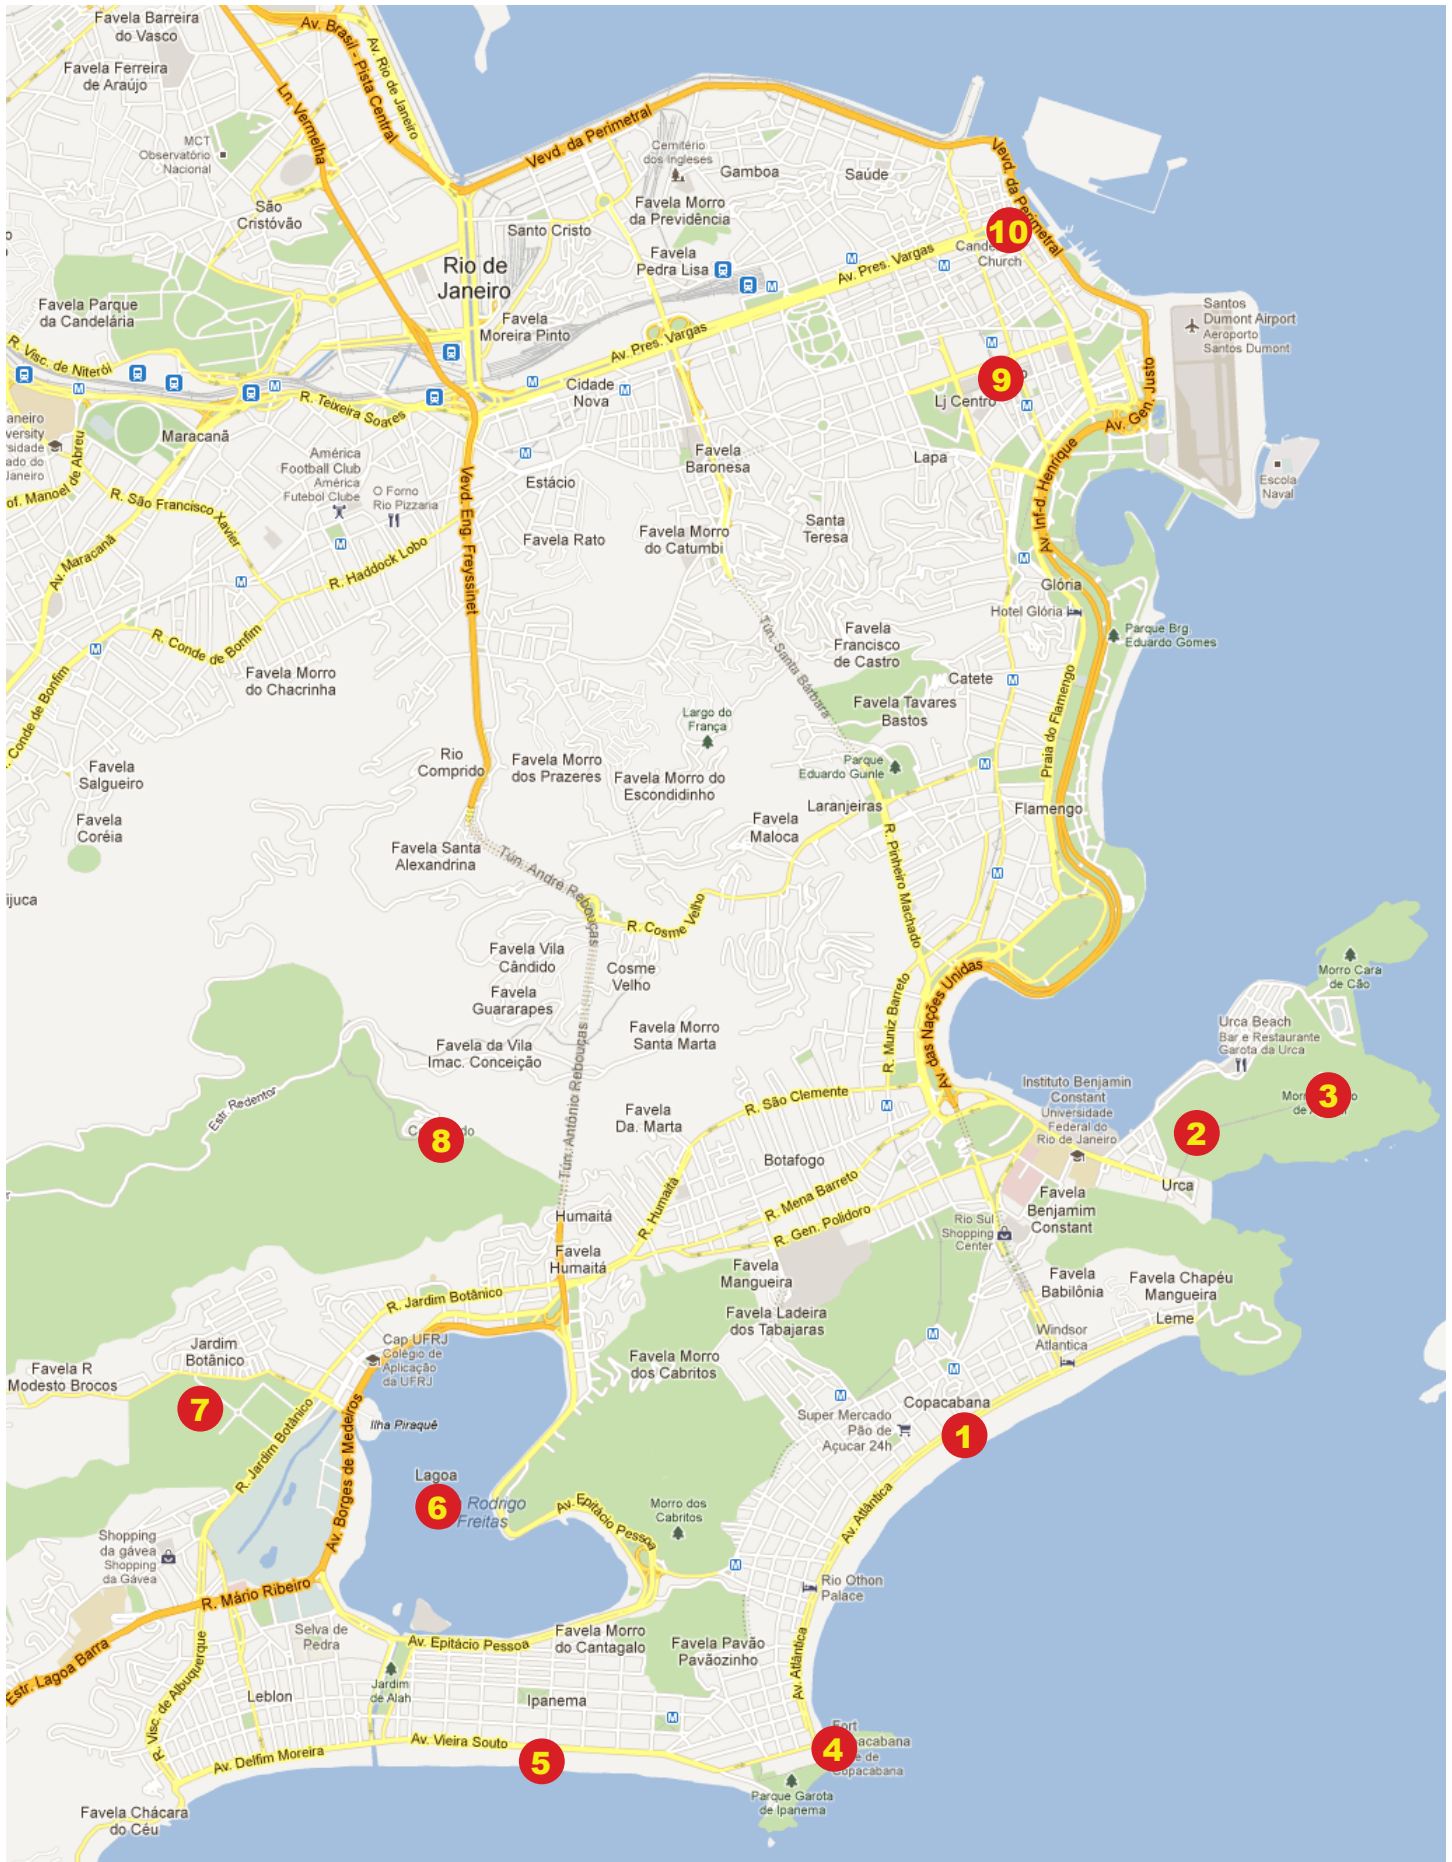 Favela Barreira
do Vasco
Av. Brasil - Pista Central
Av. Rio de Janeiro
Favela Ferreira
de Araújo
Ln. Vermelha
MCT
Observatório
Nacional
São
Cristóvão
Vevd. da Perimetral
Cemitério
dos Ingleses
Gamboa
Saúde
Vevd. da Perimetral
Favela Morro
da Previdência
Santo Cristo
10
Church
Favela
Pedra Lisa
Av. Pres. Vargas
Rio de
Janeiro
Favela Parque
da Candelária
Favela
Moreira Pinto
Av. Pres. Vargas
Santos
Dumont Airport
Aeroporto
Santos Dumont
R. Visc. de Niterói
Cidade
Nova
9
Lj Centro
R. Teixeira Soares
Av. Gen. Justo
Maracanã
América
Football Club
América
Futebol Clube
O Forno
Rio Pizzaria
Favela
Baronesa
Lapa
Av. Inf-d. Henrique
Escola
Naval
Estácio
R. São Francisco Xavier
of. Manoel de Abreu
Av. Maracanã
Vevd. Eng. Freyssinet
Favela Rato
Favela Morro
do Catumbi
Santa
Teresa
R. Haddock Lobo
Glória
Hotel Glória
Parque Brg.
Eduardo Gomes
R. Conde de Bonfim
Conde de Bonfim
Favela Morro
do Chacrinha
Tún. Santa Bárbara
Favela
Francisco
de Castro
Catete
Favela Tavares
Bastos
Praia do Flamengo
Largo do
França
Rio
Comprido
Favela Morro
dos Prazeres
Favela Morro do
Escondidinho
Parque
Eduardo Guinle
Laranjeiras
Flamengo
Favela
Salgueiro
Favela
Coréia
Favela
Maloca
Favela Santa
Alexandrina
Tún. André Rebouças
R. Pinheiro Machado
ijuca
R. Cosme Velho
Favela Vila
Cândido
Cosme
Velho
Favela
Guararapes
Av. das Nações Unidas
R. Muniz Barreto
Morro Cara
de Cão
Favela Morro
Santa Marta
Favela da Vila
Imac. Conceição
Urca Beach
Bar e Restaurante
Garota da Urca
Tún. Antônio Rebouças
Estr. Redentor
R. São Clemente
Instituto Benjamin
Constant
Universidade
Federal do
Rio de Janeiro
3
2
8
Favela
Da. Marta
Botafogo
Urca
R. Humaitá
R. Mena Barreto
R. Gen. Polidoro
Favela
Benjamim
Constant
Humaitá
Rio Sul
Shopping
Center
Favela
Humaitá
Favela
Mangueira
Favela
Babilônia
Favela Chapéu
Mangueira
Leme
R. Jardim Botânico
Favela Ladeira
dos Tabajaras
Windsor
Atlantica
Cap UFRJ
Colégio de
Aplicação
da UFRJ
Jardim
Botânico
Favela R
Modesto Brocos
Favela Morro
dos Cabritos
7
Copacabana
Super Mercado
Pão de
Açucar 24h
1
Ilha Piraquê
R. Jardim Botânico
Av. Borges de Medeiros
Lagoa
6
Rodrigo
Freitas
Av. Epitácio Pessoa
Morro dos
Cabritos
Av. Atlântica
Shopping
da gávea
Shopping
da Gávea
R. Mário Ribeiro
Rio Othon
Palace
Selva de
Pedra
Av. Epitácio Pessoa
Favela Morro
do Cantagalo
Favela Pavão
Pavãozinho
Av. Atlântica
Estr. Lagoa Barra
R. Visc. de Albuquerque
Jardim
de Alah
Leblon
Ipanema
Av. Delfim Moreira
Av. Vieira Souto
5
4
Fort
Copacabana
Parque Garota
de Ipanema
Favela Chácara
do Céu